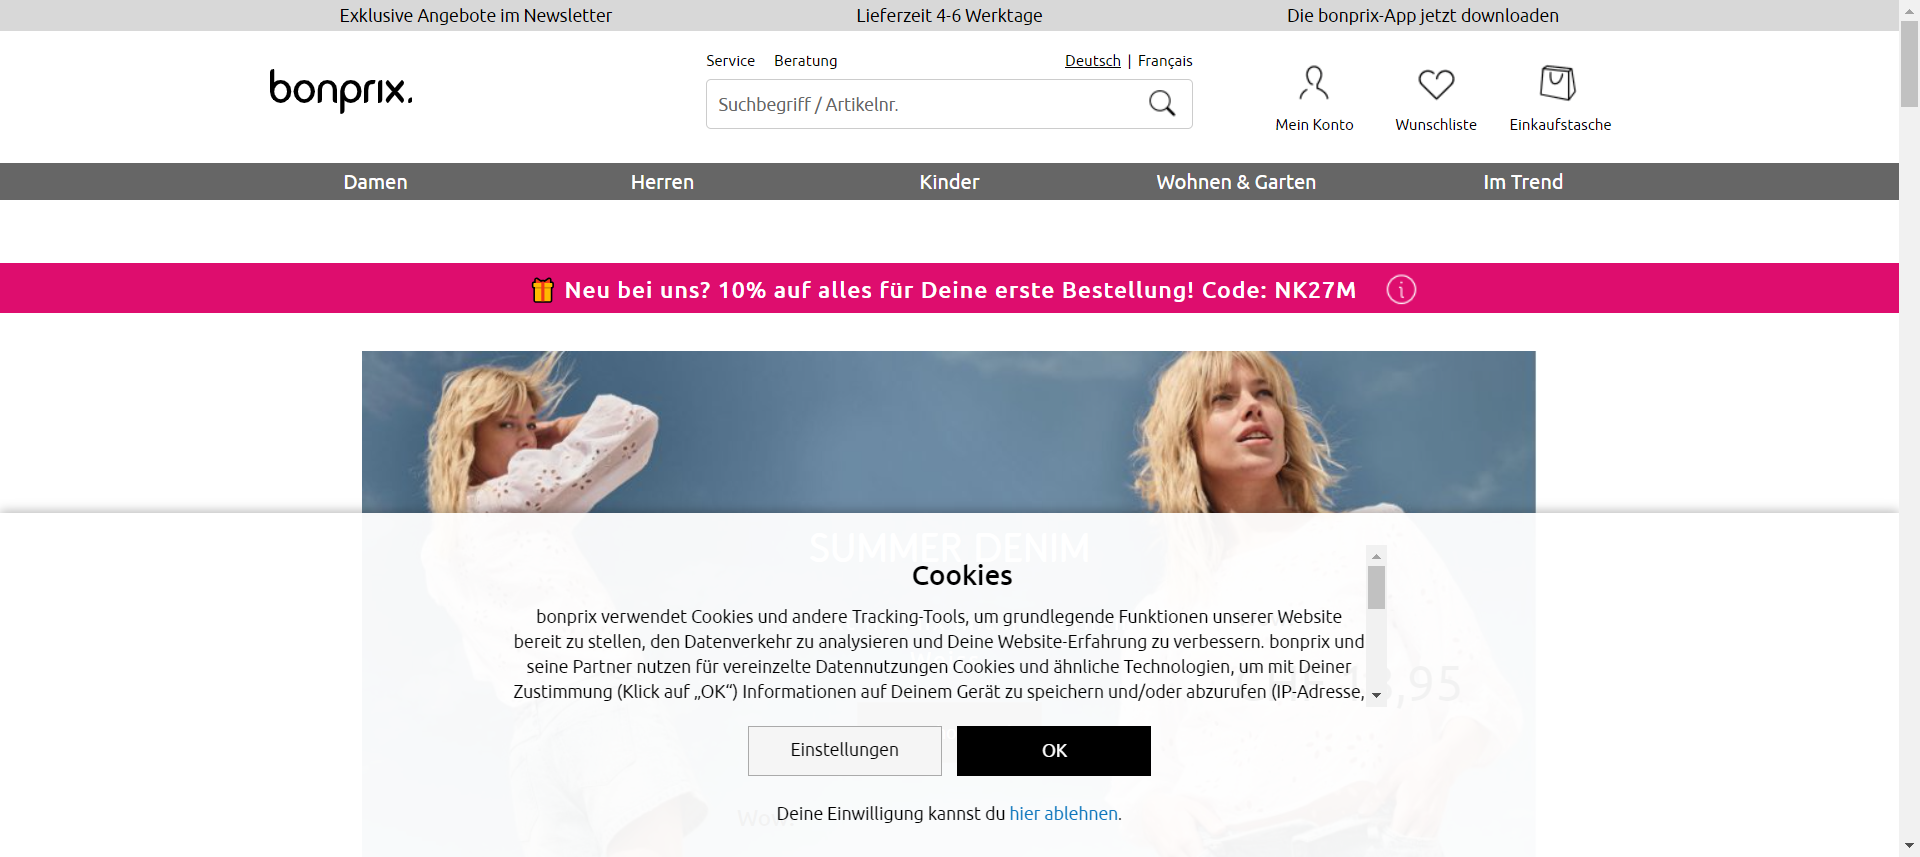 Exklusive Angebote im Newsletter
Lieferzeit 4-6 Werktage
Die bonprix-App jetzt downloaden
Service
Beratung
Deutsch | Français
bonprix.
Suchbegriff / Artikelnr.
Mein Konto
Wunschliste
Einkaufstasche
Damen
Herren
Kinder
Wohnen & Garten
Im Trend
Neu bei uns? 10% auf alles für Deine erste Bestellung! Code: NK27M
SUMMER DENIM
Cookies
bonprix verwendet Cookies und andere Tracking-Tools, um grundlegende Funktionen unserer Website
bereit zu stellen, den Datenverkehr zu analysieren und Deine Website-Erfahrung zu verbessern. bonprix und
seine Partner nutzen für vereinzelte Datennutzungen Cookies und ähnliche Technologien, um mit Deiner
Zustimmung (Klick auf „OK“) Informationen auf Deinem Gerät zu speichern und/oder abzurufen (IP-Adresse,
Einstellungen
OK
Deine Einwilligung kannst du hier ablehnen.